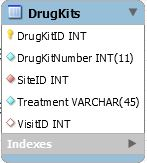 DrugKits
DrugKitID INT
DrugKitNumber INT(11)
SiteID INT
Treatment VARCHAR(45)
VisitID INT
Indexes